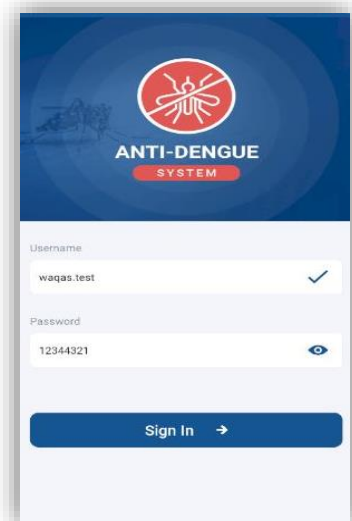 ANTI-DENGUE
SYSTEM
Username
waqas.test
Password
12344321
Sign In